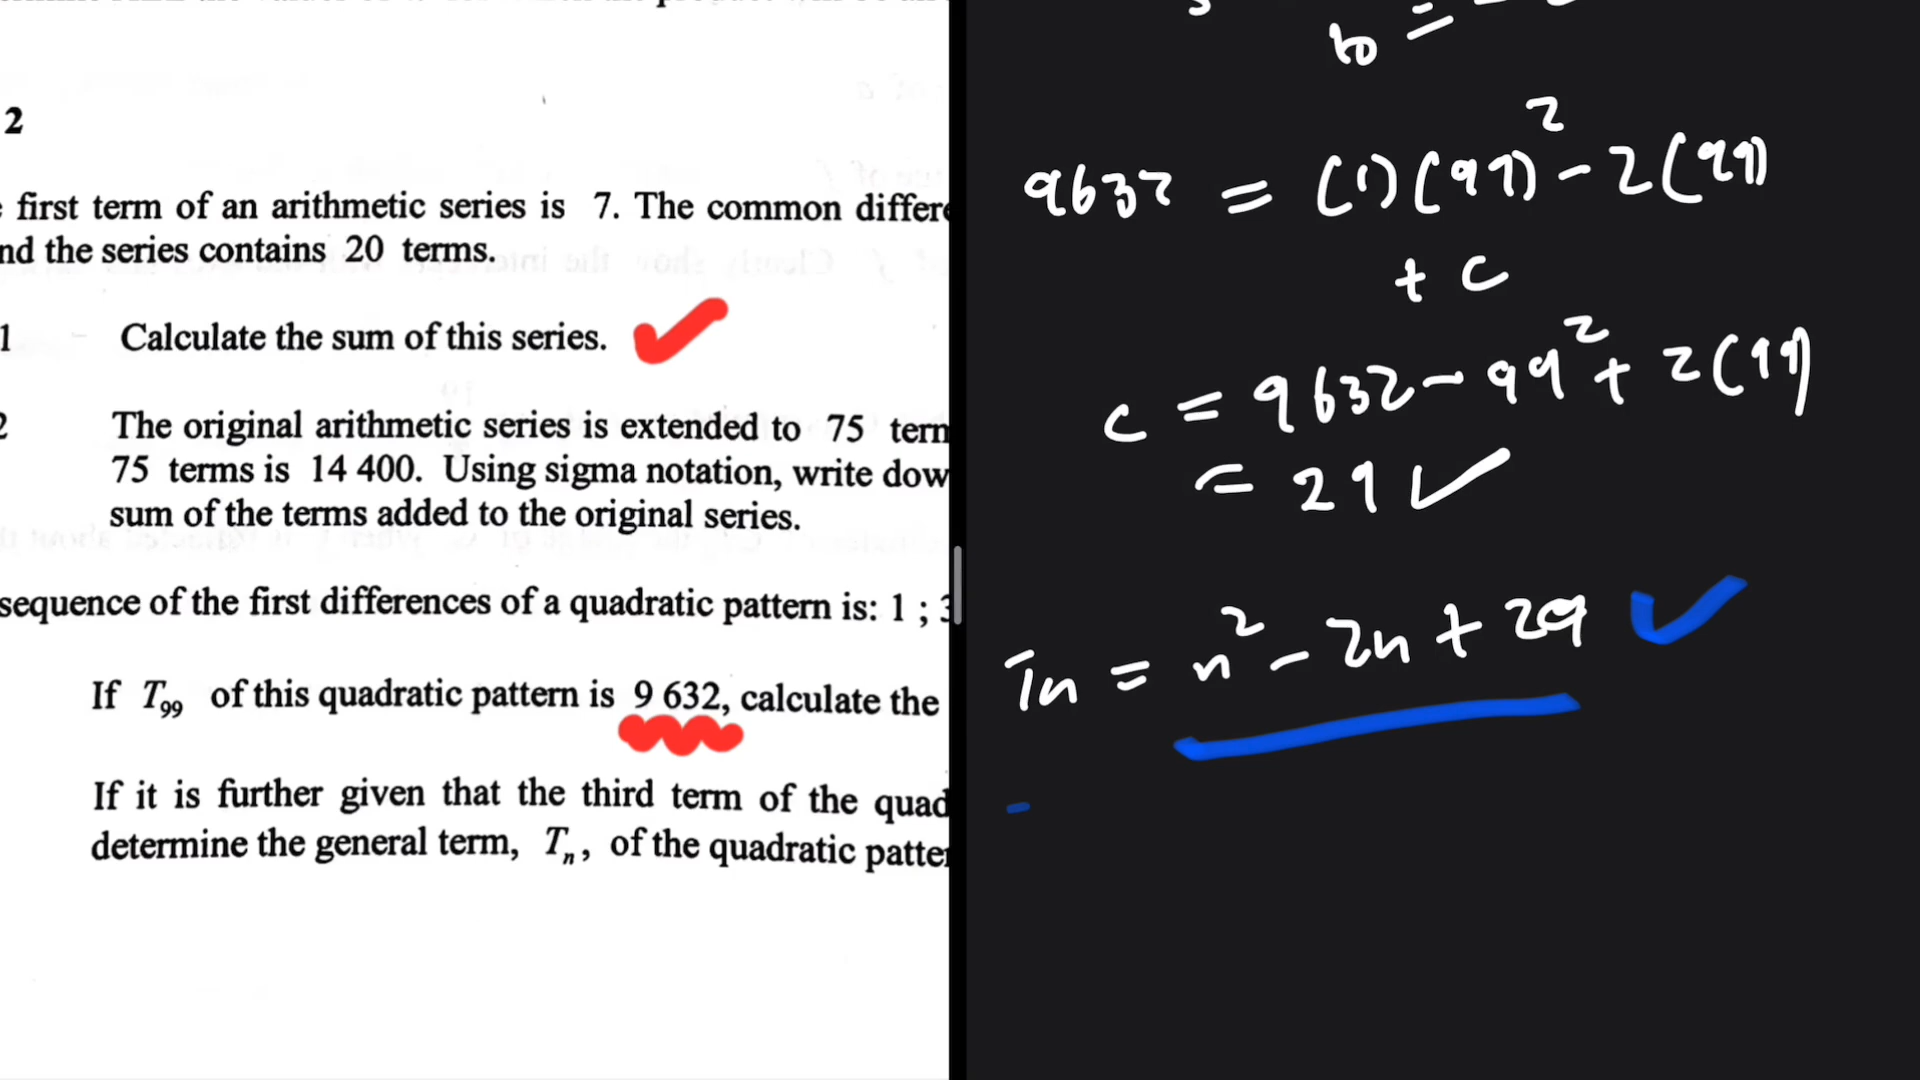 2
first term of an arithmetic series is 7. The common
nd the series contains 20 terms.
1 Calculate the sum of this series.
2 The original arithmetic series is extended to 75
75 terms is 14 400. Using sigma notation, write dow
sum of the terms added to the original series.
sequence of the first differences of a quadratic pattern is: 1 ; 3
If T₉₉ of this quadratic pattern is 9 632, calculate the
If it is further given that the third term of the quad
determine the general term, Tₙ, of the quadratic patte
b =
9632 = (1)(99)² - 2(99)
+ c
c = 9632 - 99² + 2(99)
= 29 ✓
Tn = n² - 2n + 29